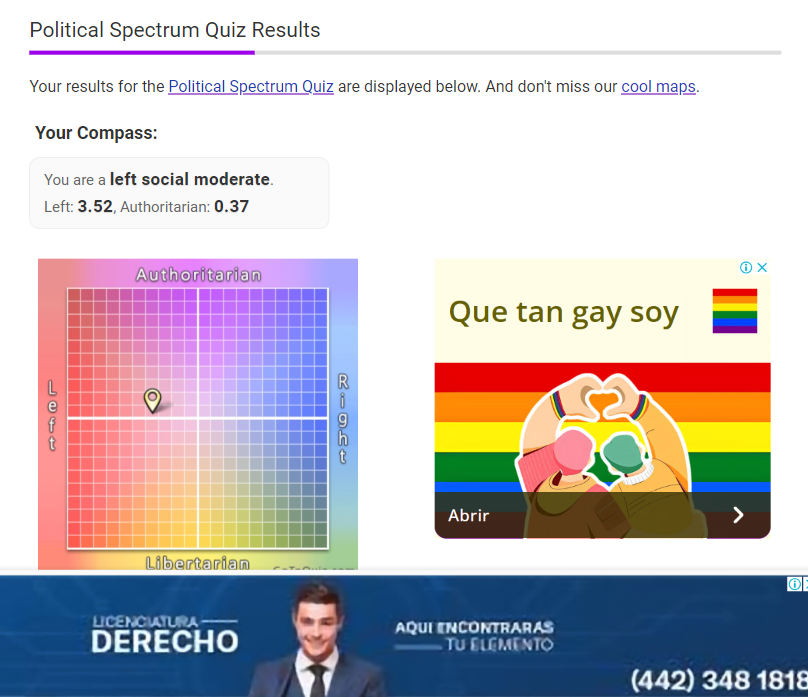 Political Spectrum Quiz Results
Your results for the Political Spectrum Quiz are displayed below. And don't miss our cool maps.
Your Compass:
You are a left social moderate.
Left: 3.52, Authoritarian: 0.37
Authoritarian
Left
Right
Libertarian
GoToQuiz.com
Que tan gay soy
Abrir
LICENCIATURA
DERECHO
AQUI ENCONTRARAS
TU ELEMENTO
(442) 348 1818